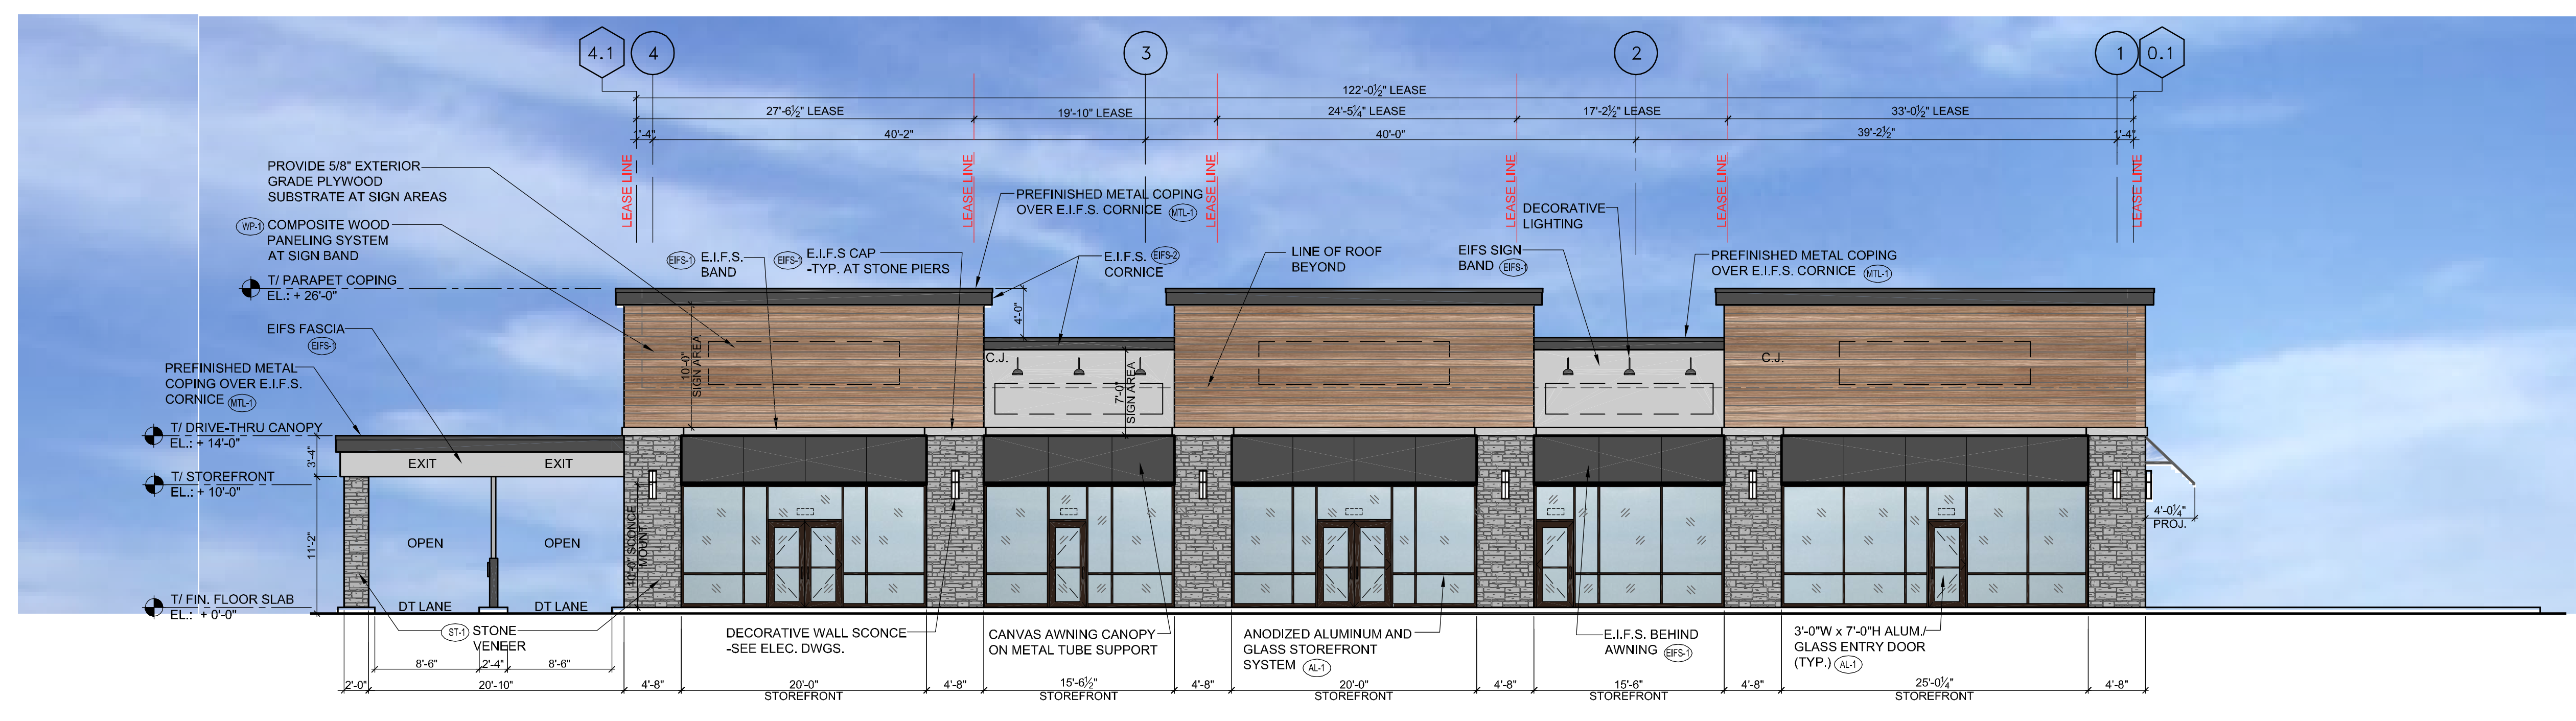 4.1
4
3
2
1
0.1
122'-0½" LEASE
27'-6½" LEASE
19'-10" LEASE
24'-5¼" LEASE
17'-2½" LEASE
33'-0½" LEASE
1'-4"
40'-2"
40'-0"
39'-2½"
1'-4"
LEASE LINE
LEASE LINE
LEASE LINE
LEASE LINE
LEASE LINE
LEASE LINE
PROVIDE 5/8" EXTERIOR
GRADE PLYWOOD
SUBSTRATE AT SIGN AREAS
WP-1 COMPOSITE WOOD
PANELING SYSTEM
AT SIGN BAND
T/ PARAPET COPING
EL.: + 26'-0"
EIFS FASCIA
EIFS-1
PREFINISHED METAL
COPING OVER E.I.F.S.
CORNICE MTL-1
T/ DRIVE-THRU CANOPY
EL.: + 14'-0"
T/ STOREFRONT
EL.: + 10'-0"
T/ FIN. FLOOR SLAB
EL.: + 0'-0"
EIFS-1 E.I.F.S.
BAND
EIFS-1 E.I.F.S CAP
-TYP. AT STONE PIERS
PREFINISHED METAL COPING
OVER E.I.F.S. CORNICE MTL-1
E.I.F.S. EIFS-2
CORNICE
LINE OF ROOF
BEYOND
DECORATIVE
LIGHTING
EIFS SIGN
BAND EIFS-1
PREFINISHED METAL COPING
OVER E.I.F.S. CORNICE MTL-1
4'-0"
10'-0"
SIGN AREA
C.J.
7'-0"
SIGN AREA
C.J.
3'-4"
11'-2"
EXIT
EXIT
OPEN
OPEN
DT LANE
DT LANE
10'-0" SCONCE
MOUNT
4'-0¼"
PROJ.
ST-1 STONE
VENEER
DECORATIVE WALL SCONCE
-SEE ELEC. DWGS.
CANVAS AWNING CANOPY
ON METAL TUBE SUPPORT
ANODIZED ALUMINUM AND
GLASS STOREFRONT
SYSTEM AL-1
E.I.F.S. BEHIND
AWNING EIFS-1
3'-0"W x 7'-0"H ALUM./
GLASS ENTRY DOOR
(TYP.) AL-1
8'-6"
2'-4"
8'-6"
2'-0"
20'-10"
4'-8"
20'-0"
STOREFRONT
4'-8"
15'-6½"
STOREFRONT
4'-8"
20'-0"
STOREFRONT
4'-8"
15'-6"
STOREFRONT
4'-8"
25'-0¼"
STOREFRONT
4'-8"